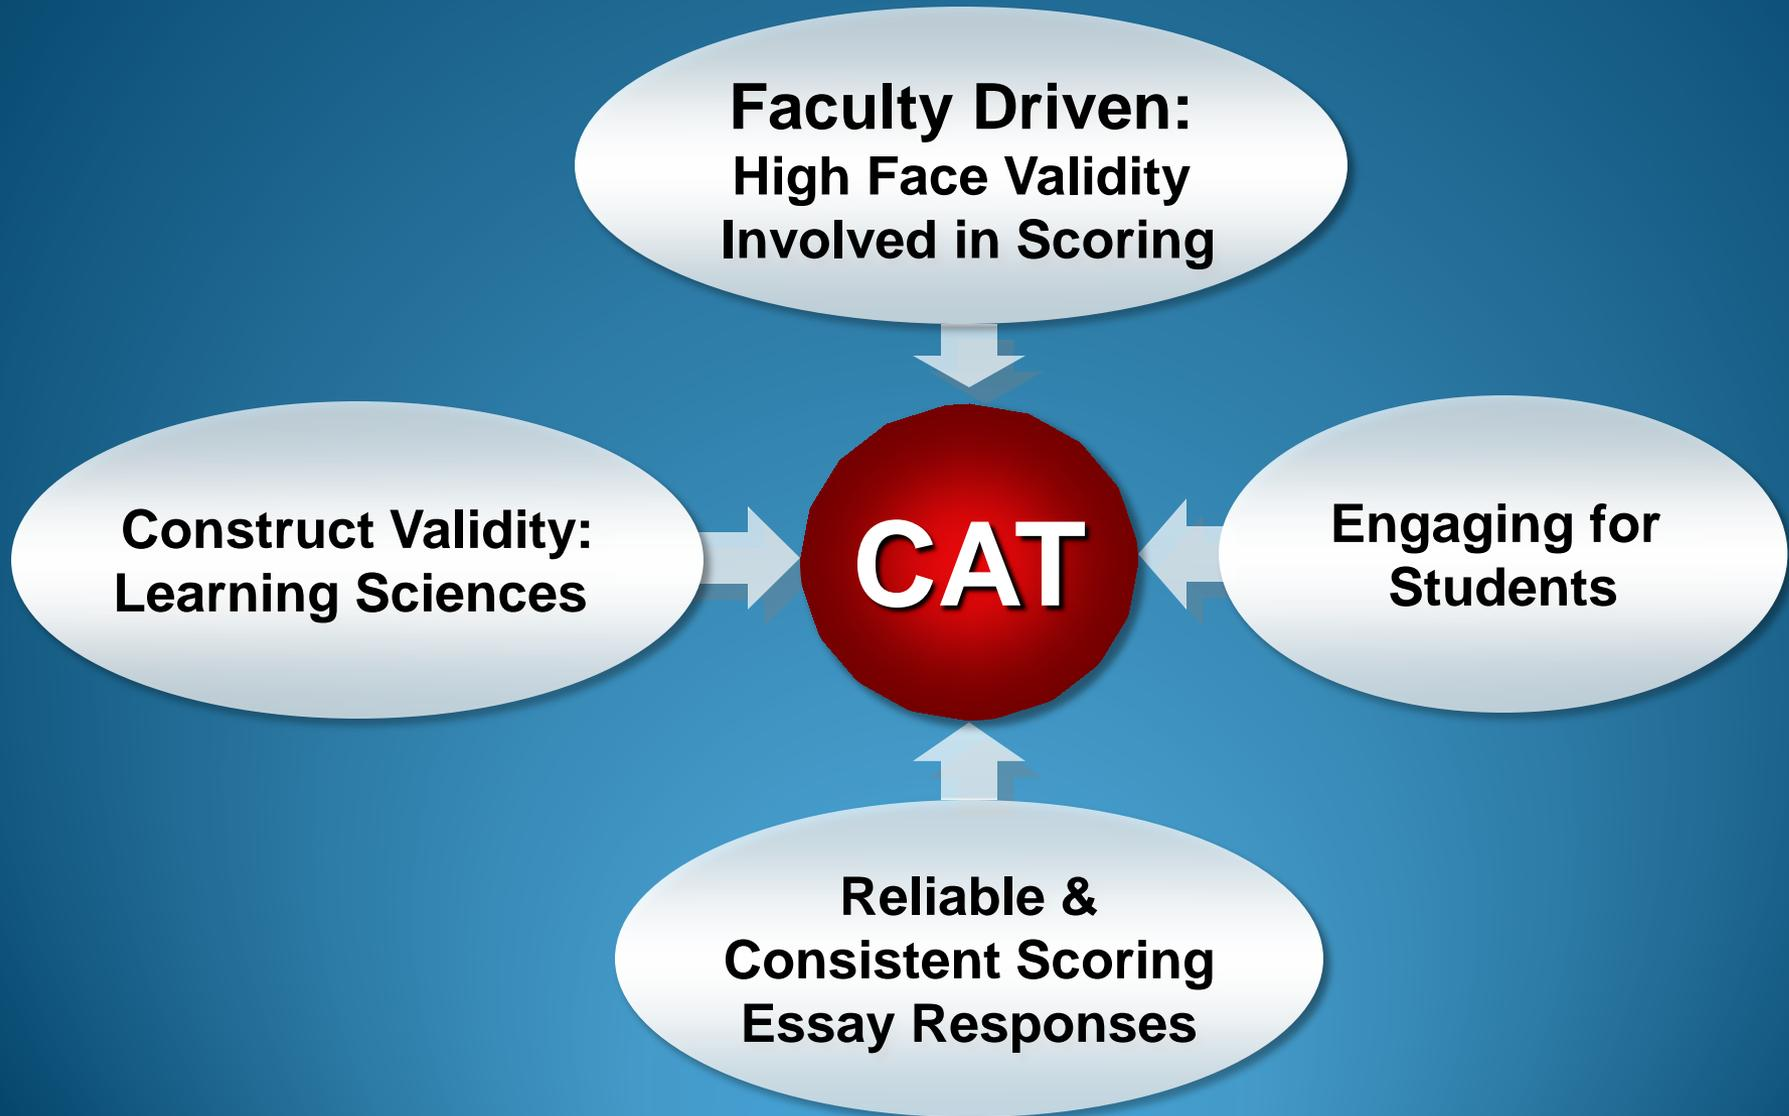 Faculty Driven:
High Face Validity
Involved in Scoring
Construct Validity:
Learning Sciences
CAT
Engaging for
Students
Reliable &
Consistent Scoring
Essay Responses